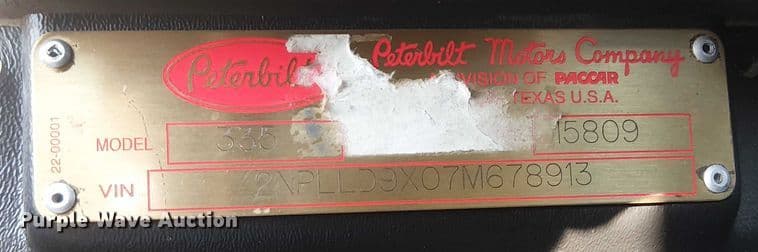 Peterbilt
Peterbilt Motors Company
DIVISION OF PACCAR
TEXAS U.S.A.
22-00001
MODEL 335 15809
VIN 2NPLLD9X07M678913
Purple Wave Auction